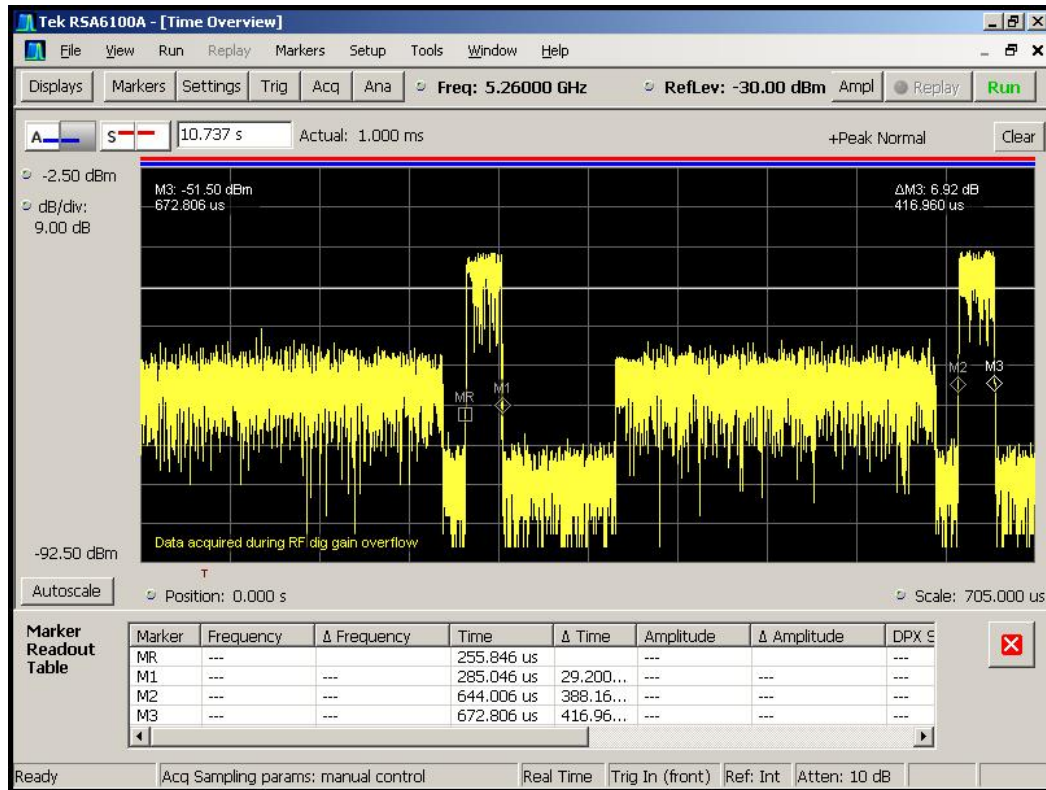 Tek RSA6100A - [Time Overview]
File View Run Replay Markers Setup Tools Window Help
Displays Markers Settings Trig Acq Ana Freq: 5.26000 GHz RefLev: -30.00 dBm Ampl Replay Run
A S 10.737 s Actual: 1.000 ms +Peak Normal Clear
-2.50 dBm
dB/div:
9.00 dB
M3: -51.50 dBm
672.806 us
ΔM3: 6.92 dB
416.960 us
MR M1 M2 M3
Data acquired during RF dig gain overflow
-92.50 dBm
T
Autoscale Position: 0.000 s Scale: 705.000 us
Marker Readout Table
Marker Frequency Δ Frequency Time Δ Time Amplitude Δ Amplitude DPX S
MR --- 255.846 us --- ---
M1 --- --- 285.046 us 29.200... --- --- ---
M2 --- --- 644.006 us 388.16... --- --- ---
M3 --- --- 672.806 us 416.96... --- --- ---
Ready Acq Sampling params: manual control Real Time Trig In (front) Ref: Int Atten: 10 dB